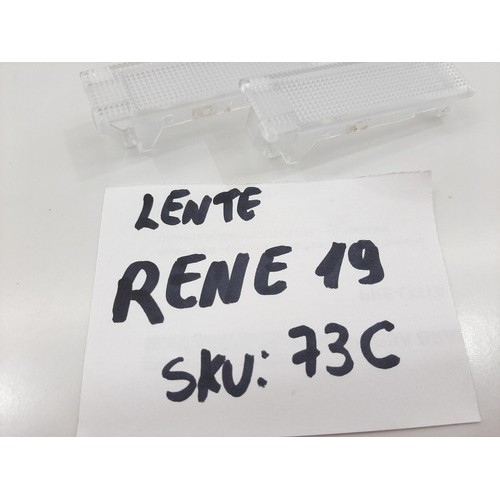 LENTE
RENE 19
SKU: 73C